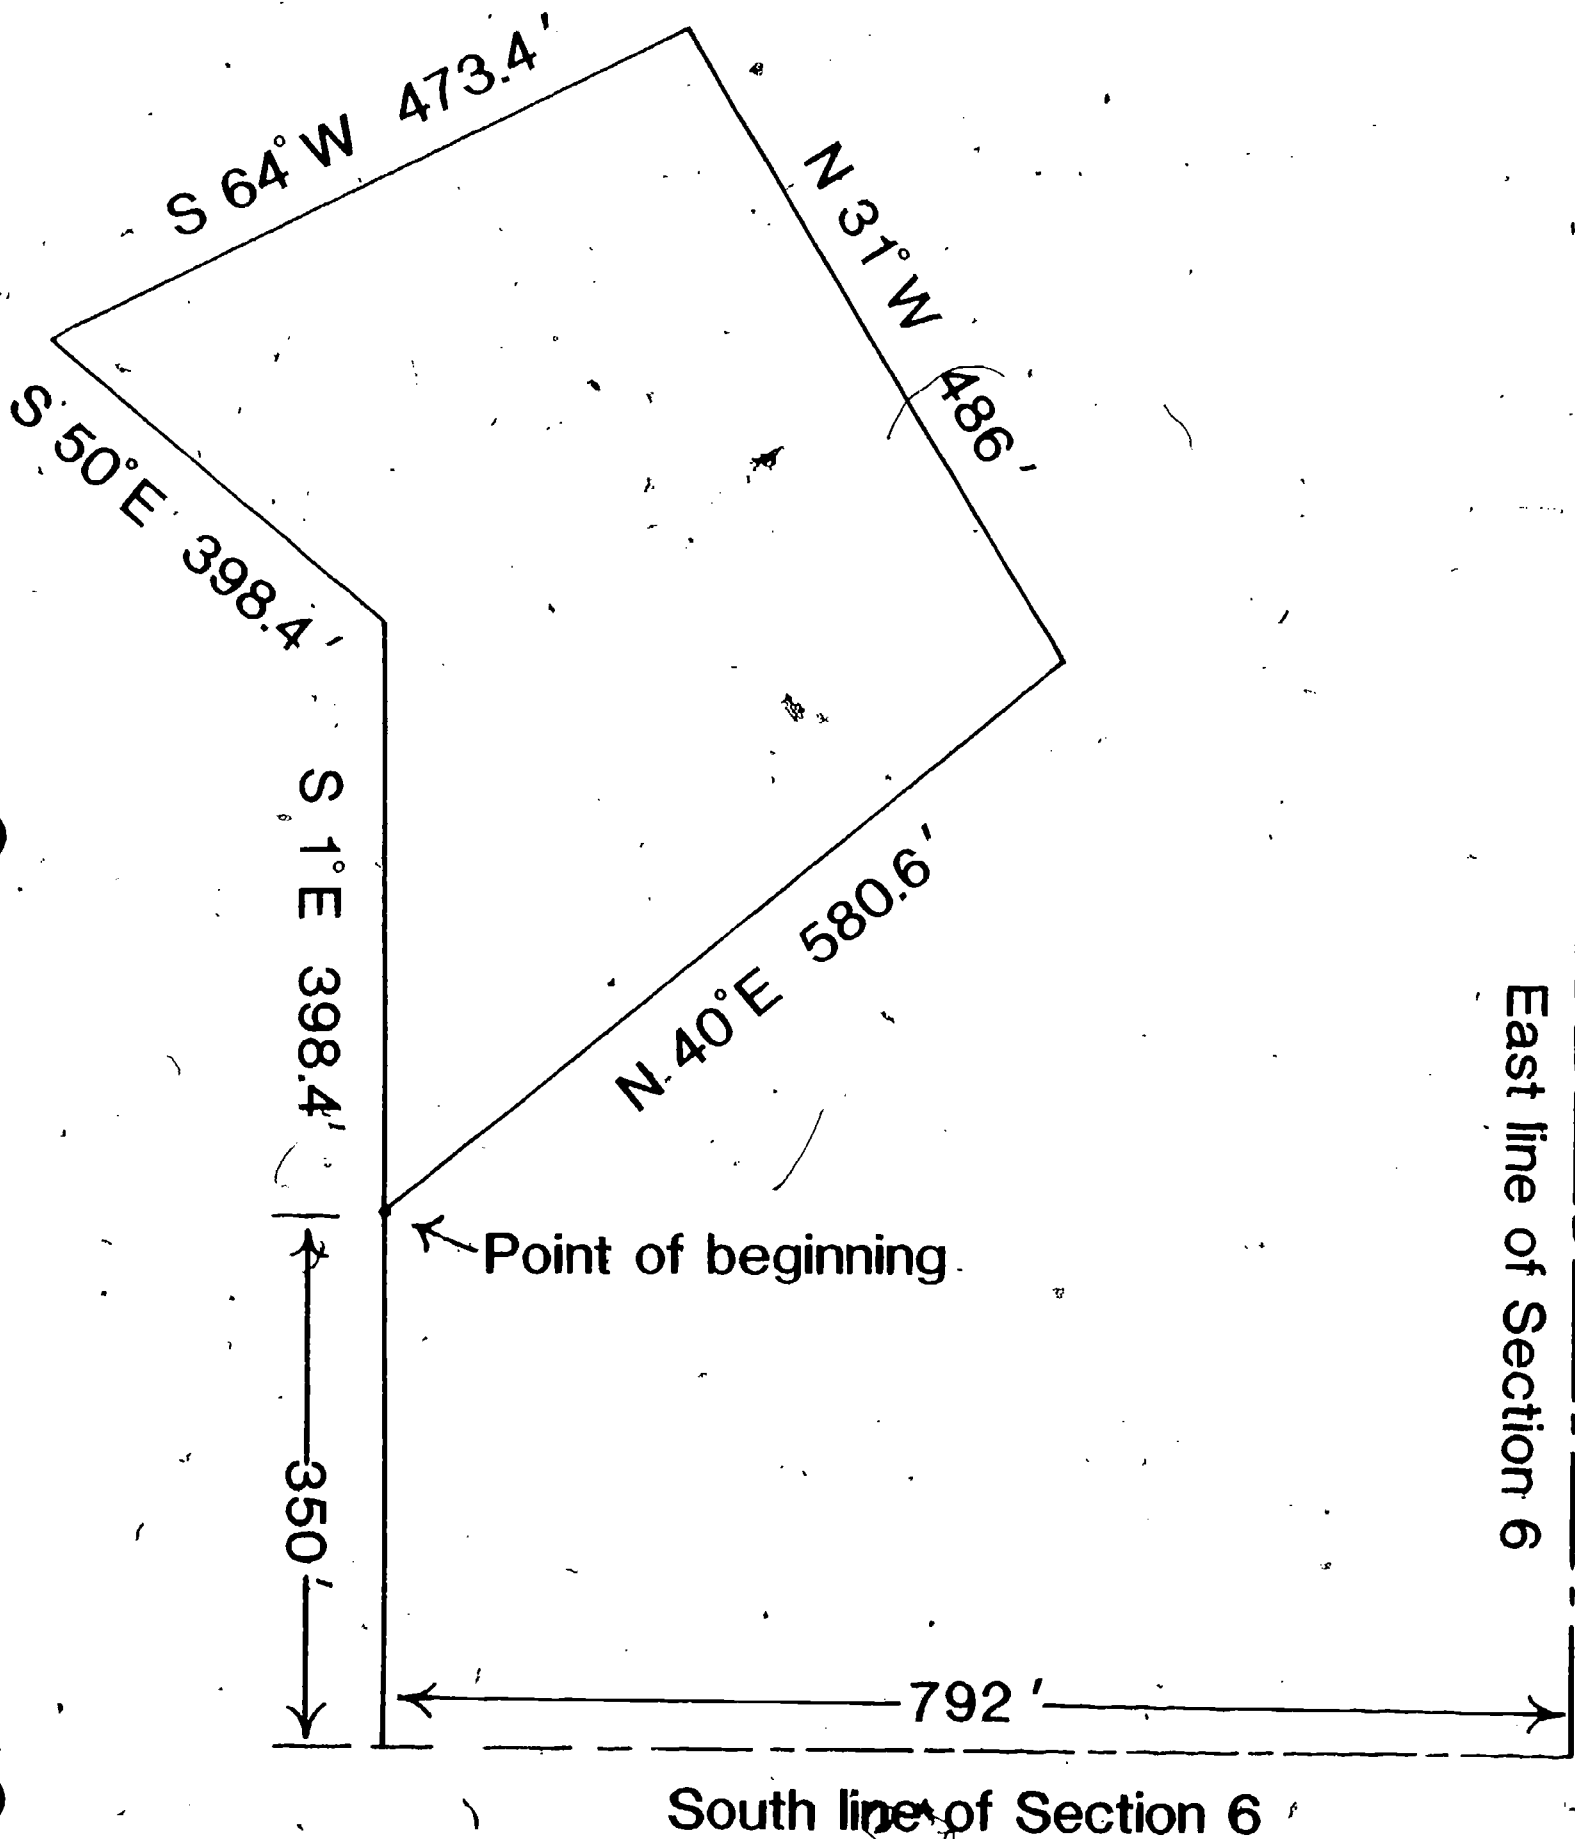 S 64° W 473.4'
N 31° W 486'
S 50° E 398.4'
S 1° E 398.4'
N 40° E 580.6'
Point of beginning
East line of Section 6
350'
792'
South line of Section 6